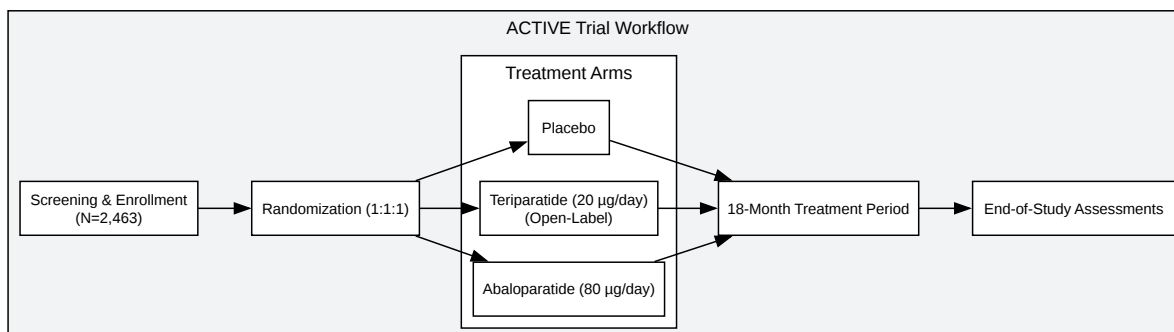 ACTIVE Trial Workflow
Treatment Arms
Screening & Enrollment
(N=2,463)
Randomization (1:1:1)
Placebo
Teriparatide (20 µg/day)
(Open-Label)
Abaloparatide (80 µg/day)
18-Month Treatment Period
End-of-Study Assessments